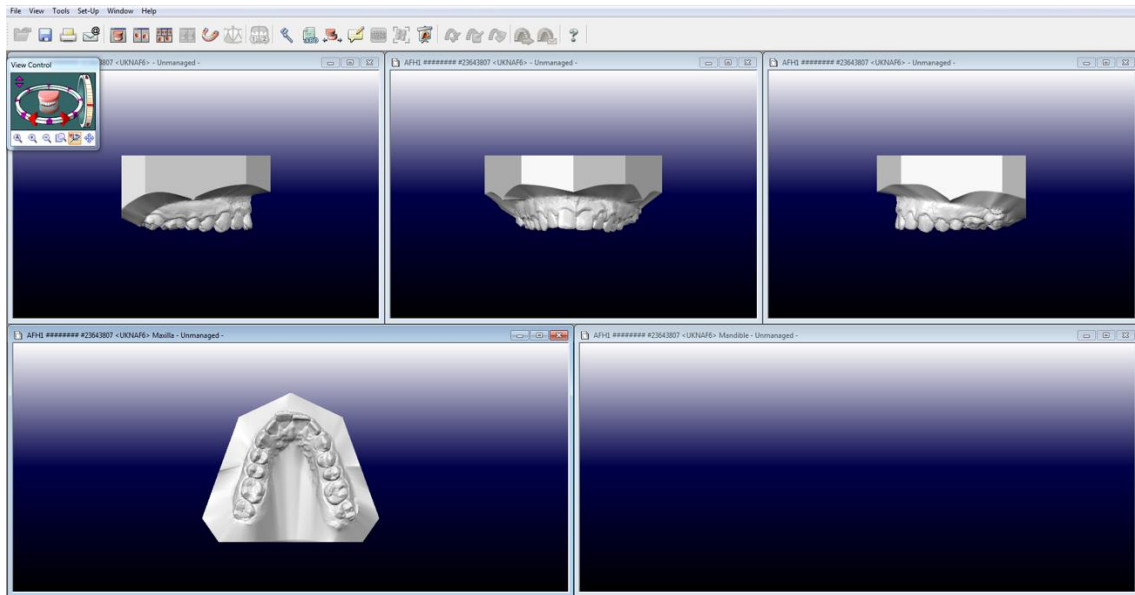 File View Tools Set-Up Window Help
View Control
3807 <UKNAF6> - Unmanaged -
AFH1 ######## #23643807 <UKNAF6> - Unmanaged -
AFH1 ######## #23643807 <UKNAF6> - Unmanaged -
AFH1 ######## #23643807 <UKNAF6> Maxilla - Unmanaged -
AFH1 ######## #23643807 <UKNAF6> Mandible - Unmanaged -